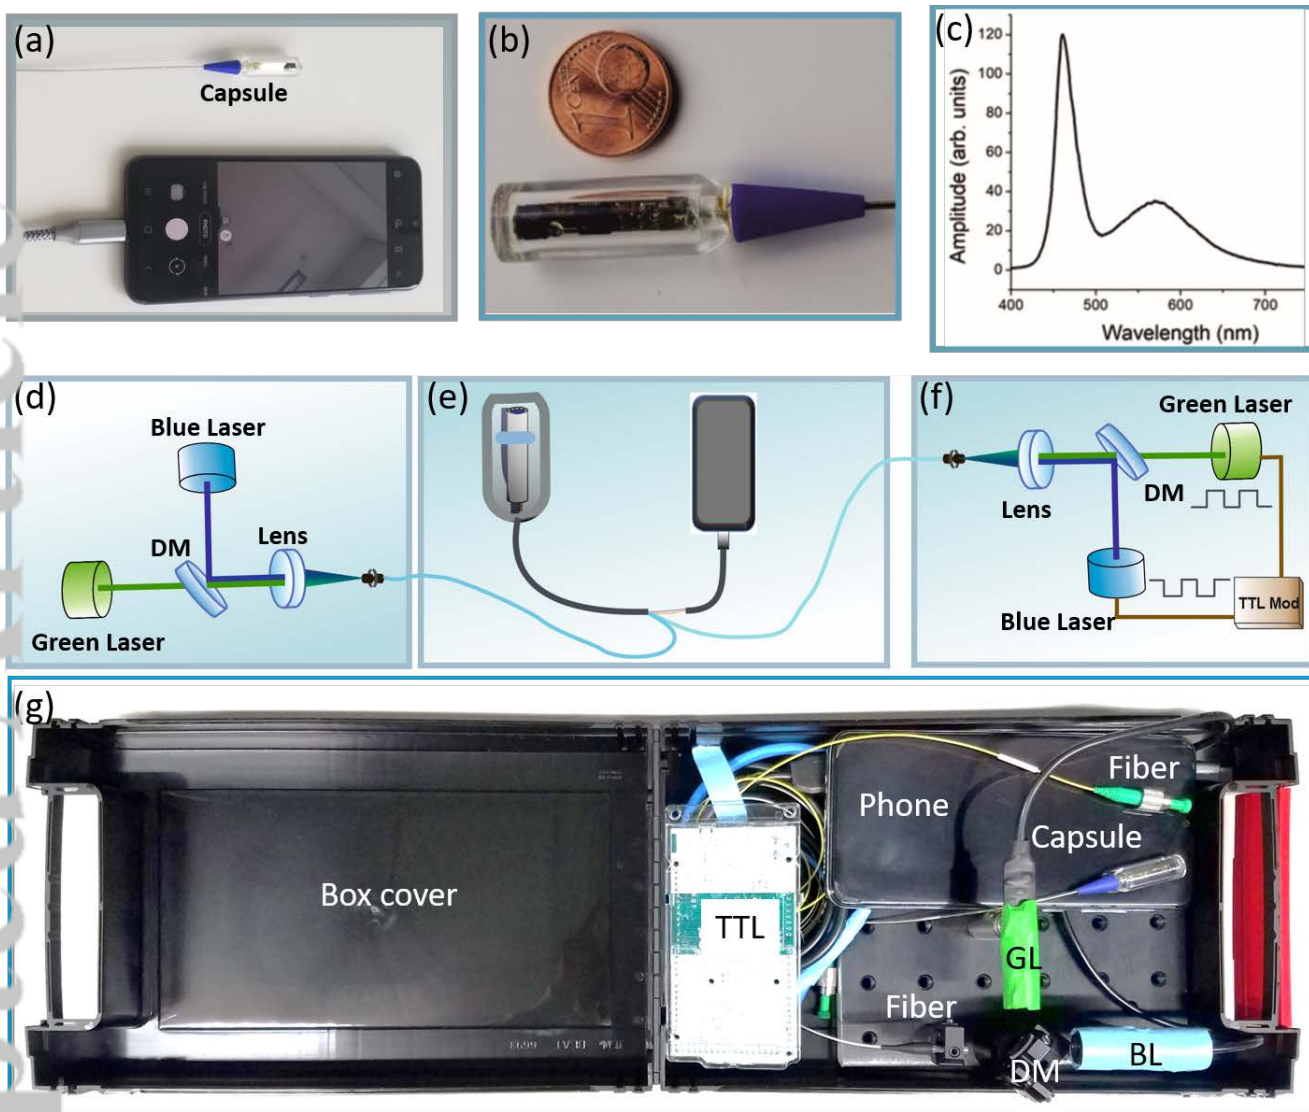 (a)
Capsule
(b)
(c)
Amplitude (arb. units)
120
100
80
60
40
20
0
400
500
600
700
Wavelength (nm)
(d)
Blue Laser
DM
Lens
Green Laser
(e)
(f)
Green Laser
Lens
DM
Blue Laser
TTL Mod
(g)
Box cover
TTL
Phone
Fiber
Capsule
GL
Fiber
DM
BL